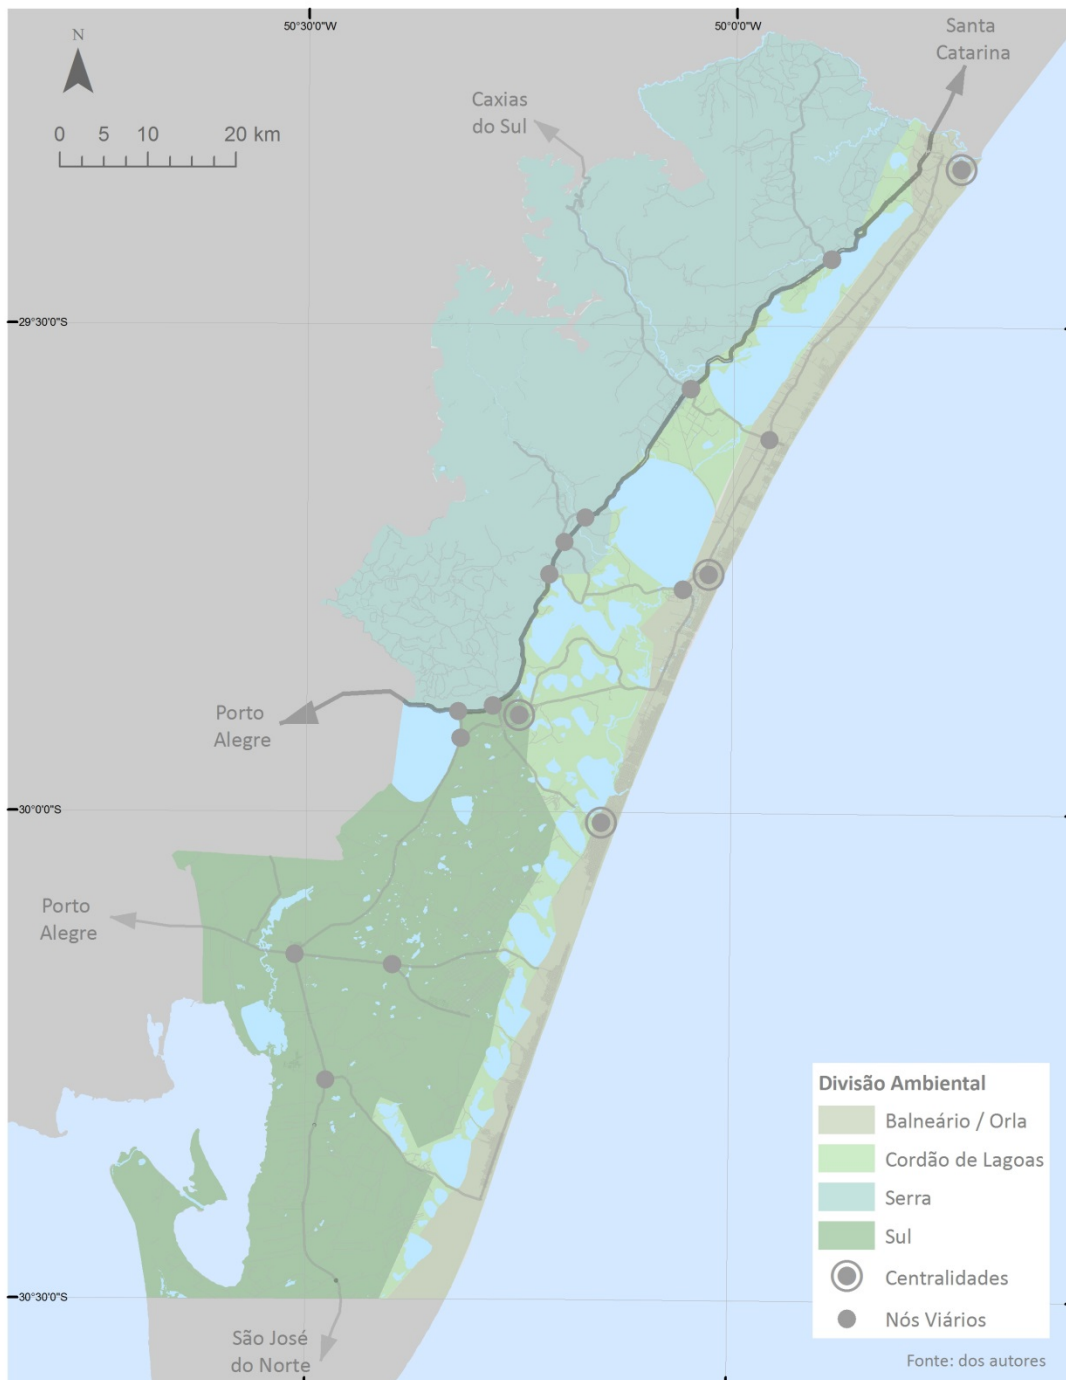 50°30'0"W
50°0'0"W
N
Santa
Catarina
Caxias
do Sul
0 5 10 20 km
29°30'0"S
Porto
Alegre
30°0'0"S
Porto
Alegre
Divisão Ambiental
Balneário / Orla
Cordão de Lagoas
Serra
Sul
Centralidades
Nós Viários
30°30'0"S
São José
do Norte
Fonte: dos autores